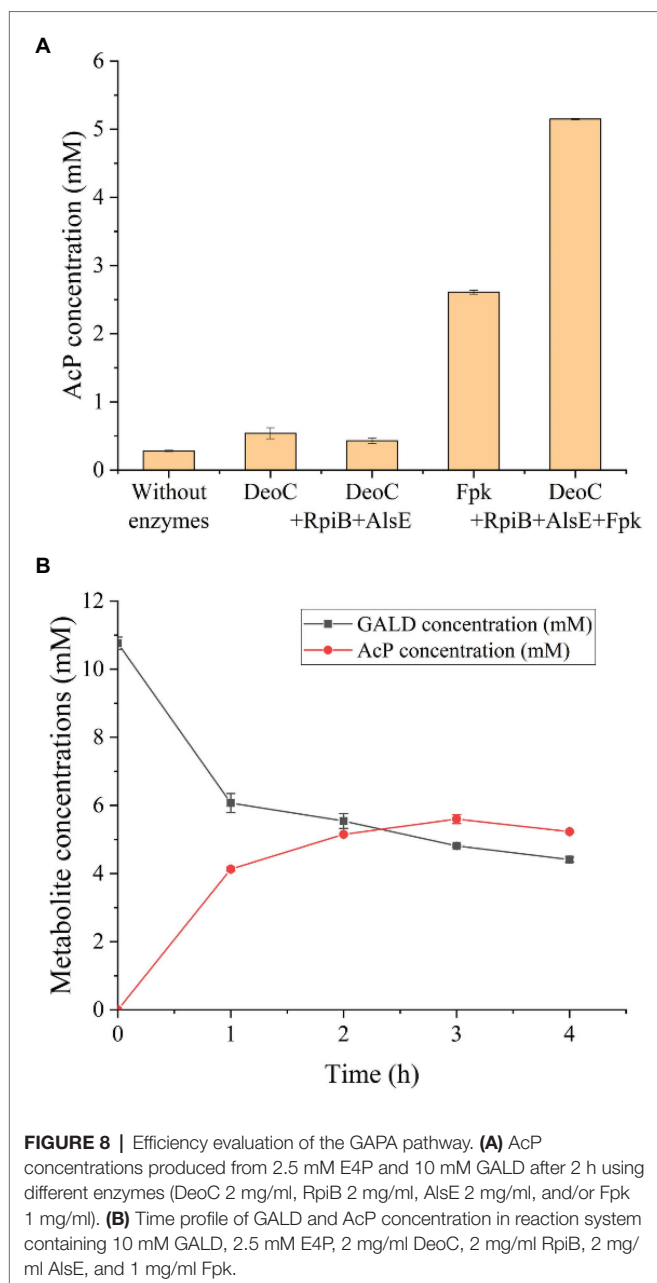 A
6
5
4
3
2
1
0
AcP concentration (mM)
Without
enzymes
DeoC
DeoC
+RpiB+AlsE
Fpk
DeoC
+RpiB+AlsE+Fpk
B
12
10
8
6
4
2
0
Metabolite concentrations (mM)
GALD concentration (mM)
AcP concentration (mM)
0 1 2 3 4
Time (h)
FIGURE 8 | Efficiency evaluation of the GAPA pathway. (A) AcP
concentrations produced from 2.5 mM E4P and 10 mM GALD after 2 h using
different enzymes (DeoC 2 mg/ml, RpiB 2 mg/ml, AlsE 2 mg/ml, and/or Fpk
1 mg/ml). (B) Time profile of GALD and AcP concentration in reaction system
containing 10 mM GALD, 2.5 mM E4P, 2 mg/ml DeoC, 2 mg/ml RpiB, 2 mg/
ml AlsE, and 1 mg/ml Fpk.